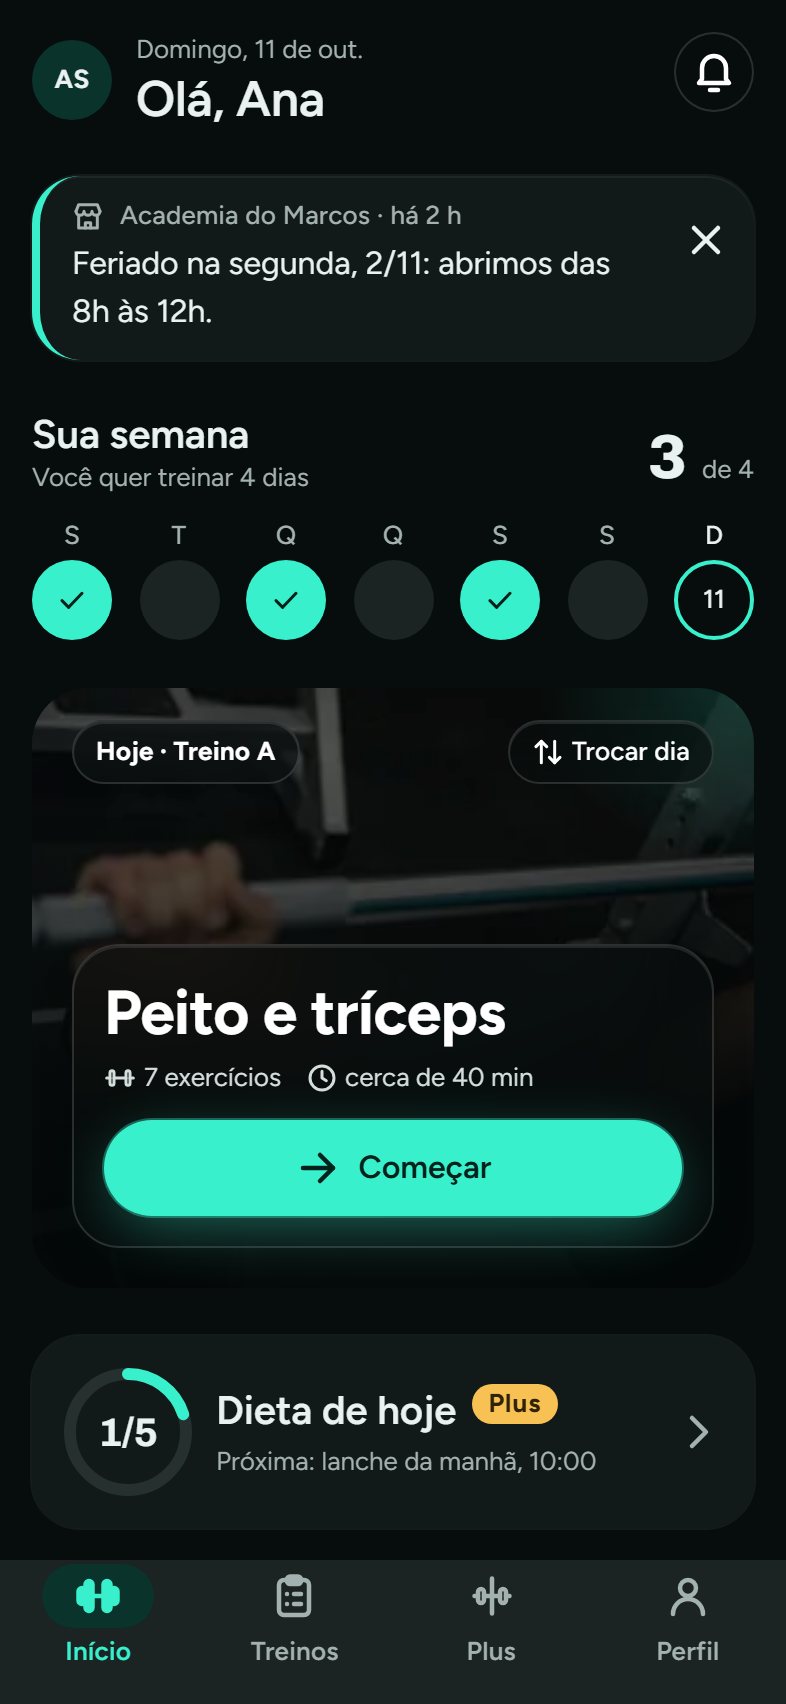 AS
Domingo, 11 de out.
Olá, Ana
Academia do Marcos · há 2 h
Feriado na segunda, 2/11: abrimos das
8h às 12h.
Sua semana
Você quer treinar 4 dias
3 de 4
S T Q Q S S D
11
Hoje · Treino A
Trocar dia
Peito e tríceps
7 exercícios
cerca de 40 min
Começar
1/5
Dieta de hoje
Plus
Próxima: lanche da manhã, 10:00
Início
Treinos
Plus
Perfil